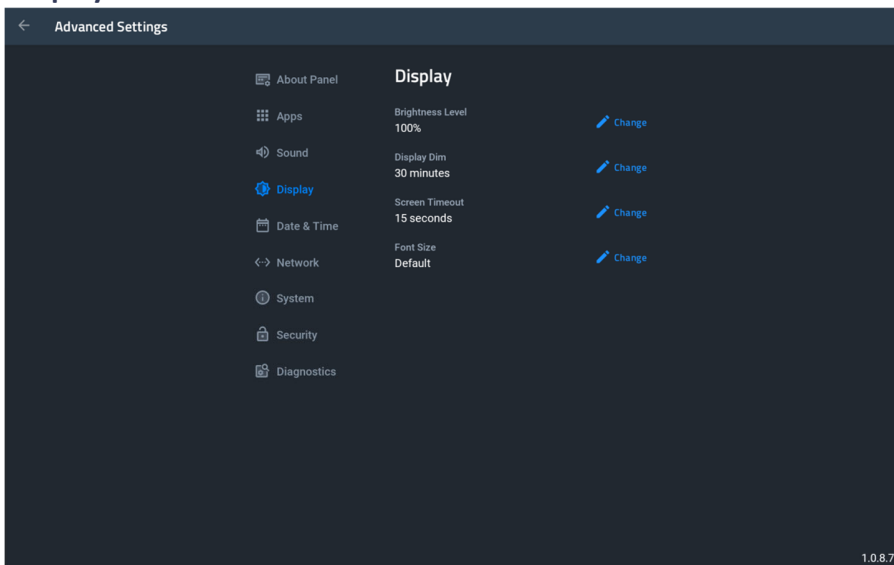 Advanced Settings
About Panel
Apps
Sound
Display
Date & Time
Network
System
Security
Diagnostics
Display
Brightness Level
100%
Change
Display Dim
30 minutes
Change
Screen Timeout
15 seconds
Change
Font Size
Default
Change
1.0.8.7